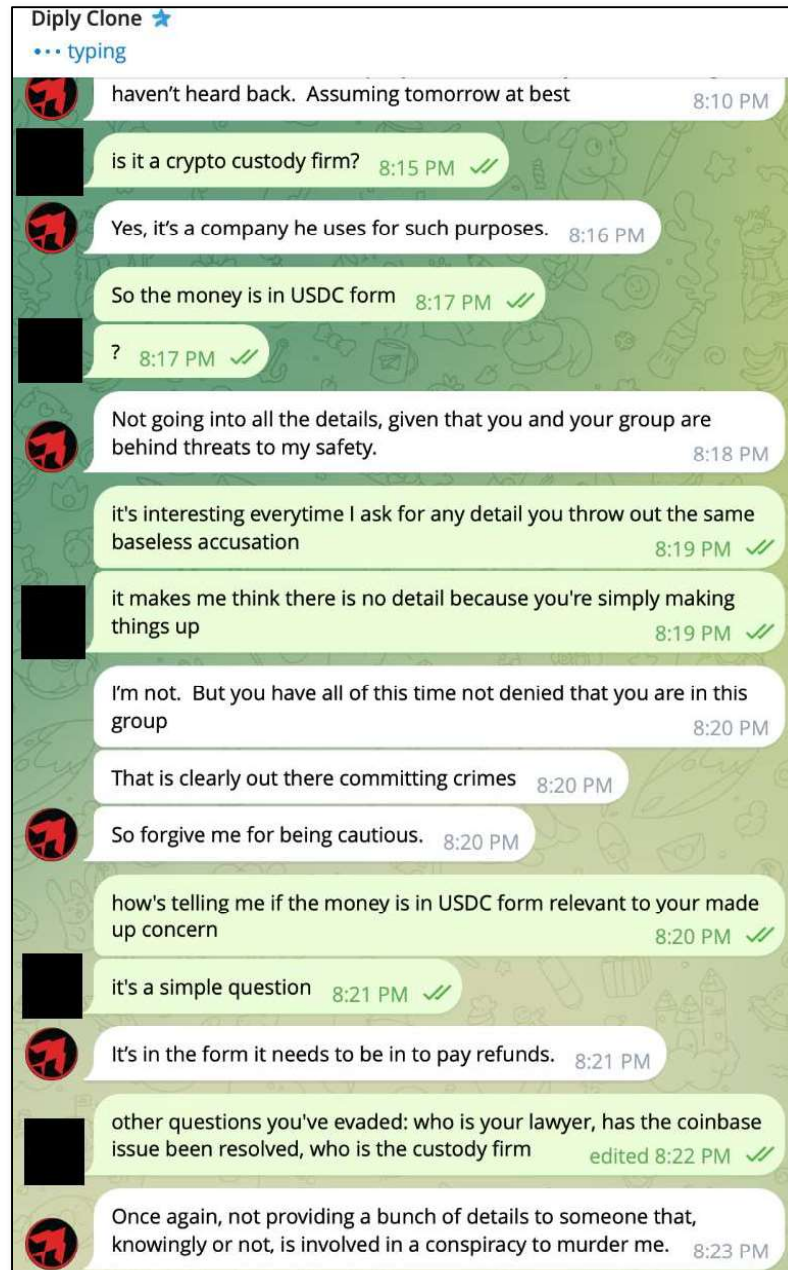 Diply Clone
typing
haven't heard back. Assuming tomorrow at best
8:10 PM
is it a crypto custody firm? 8:15 PM
Yes, it's a company he uses for such purposes. 8:16 PM
So the money is in USDC form 8:17 PM
? 8:17 PM
Not going into all the details, given that you and your group are
behind threats to my safety. 8:18 PM
it's interesting everytime I ask for any detail you throw out the same
baseless accusation 8:19 PM
it makes me think there is no detail because you're simply making
things up 8:19 PM
I'm not. But you have all of this time not denied that you are in this
group 8:20 PM
That is clearly out there committing crimes 8:20 PM
So forgive me for being cautious. 8:20 PM
how's telling me if the money is in USDC form relevant to your made
up concern 8:20 PM
it's a simple question 8:21 PM
It's in the form it needs to be in to pay refunds. 8:21 PM
other questions you've evaded: who is your lawyer, has the coinbase
issue been resolved, who is the custody firm edited 8:22 PM
Once again, not providing a bunch of details to someone that,
knowingly or not, is involved in a conspiracy to murder me. 8:23 PM